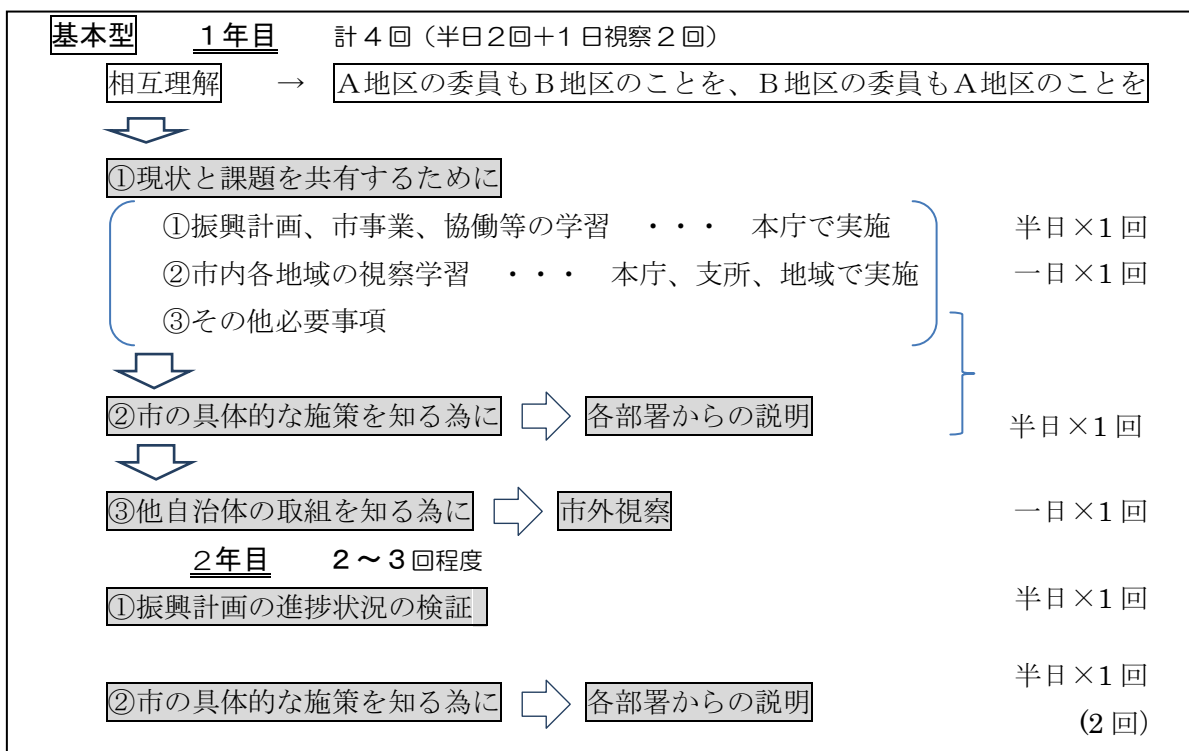 基本型　１年目　計４回（半日２回＋１日視察２回）
相互理解　→　Ａ地区の委員もＢ地区のことを、Ｂ地区の委員もＡ地区のことを
①現状と課題を共有するために
①振興計画、市事業、協働等の学習　・・・　本庁で実施　半日×1 回
②市内各地域の視察学習　・・・　本庁、支所、地域で実施　一日×1 回
③その他必要事項
②市の具体的な施策を知る為に　各部署からの説明　半日×1 回
③他自治体の取組を知る為に　市外視察　一日×1 回
２年目　２～３回程度
①振興計画の進捗状況の検証　半日×1 回
半日×1 回
②市の具体的な施策を知る為に　各部署からの説明
(2 回)